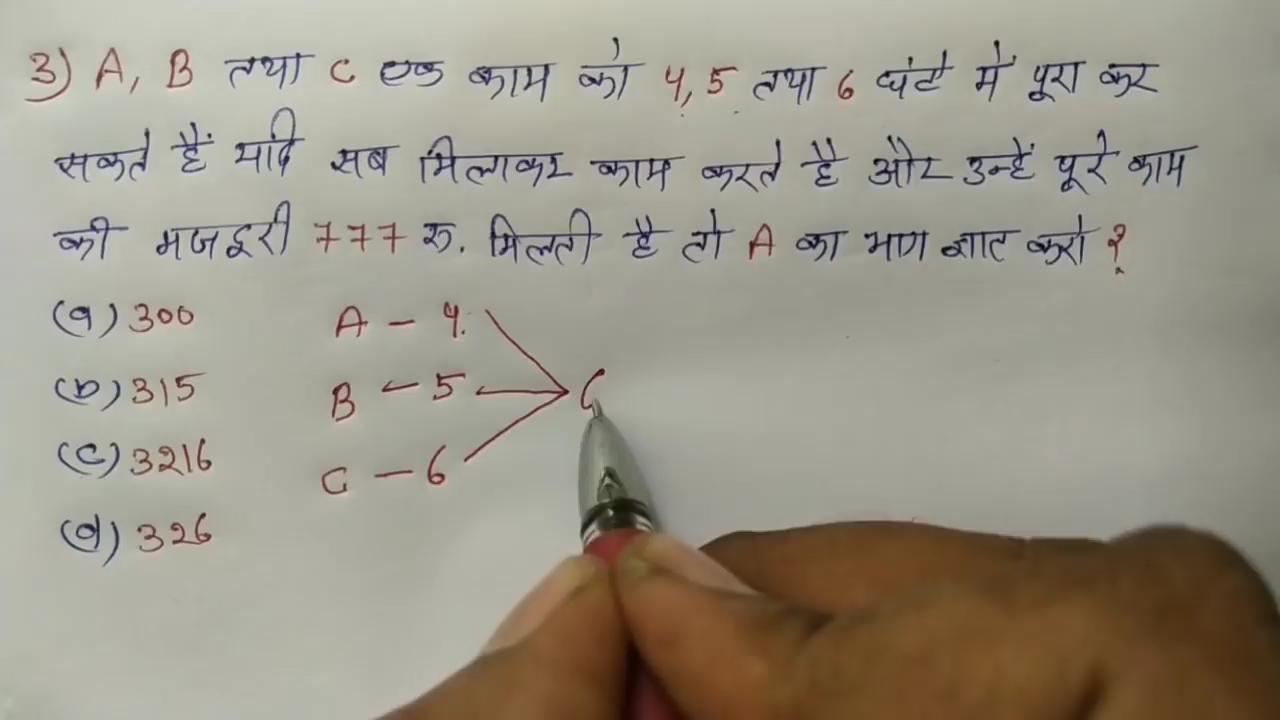 3) A, B तथा C एक काम को 4,5 तथा 6 घंटे में पूरा कर
सकते हैं यदि सब मिलाकर काम करते है और उन्हें पूरे काम
की मजदूरी 777 रु. मिलती है तो A का भाग ज्ञात करो ?
(a) 300
(b) 315
(c) 3216
(d) 326
A – 4
B – 5
C – 6